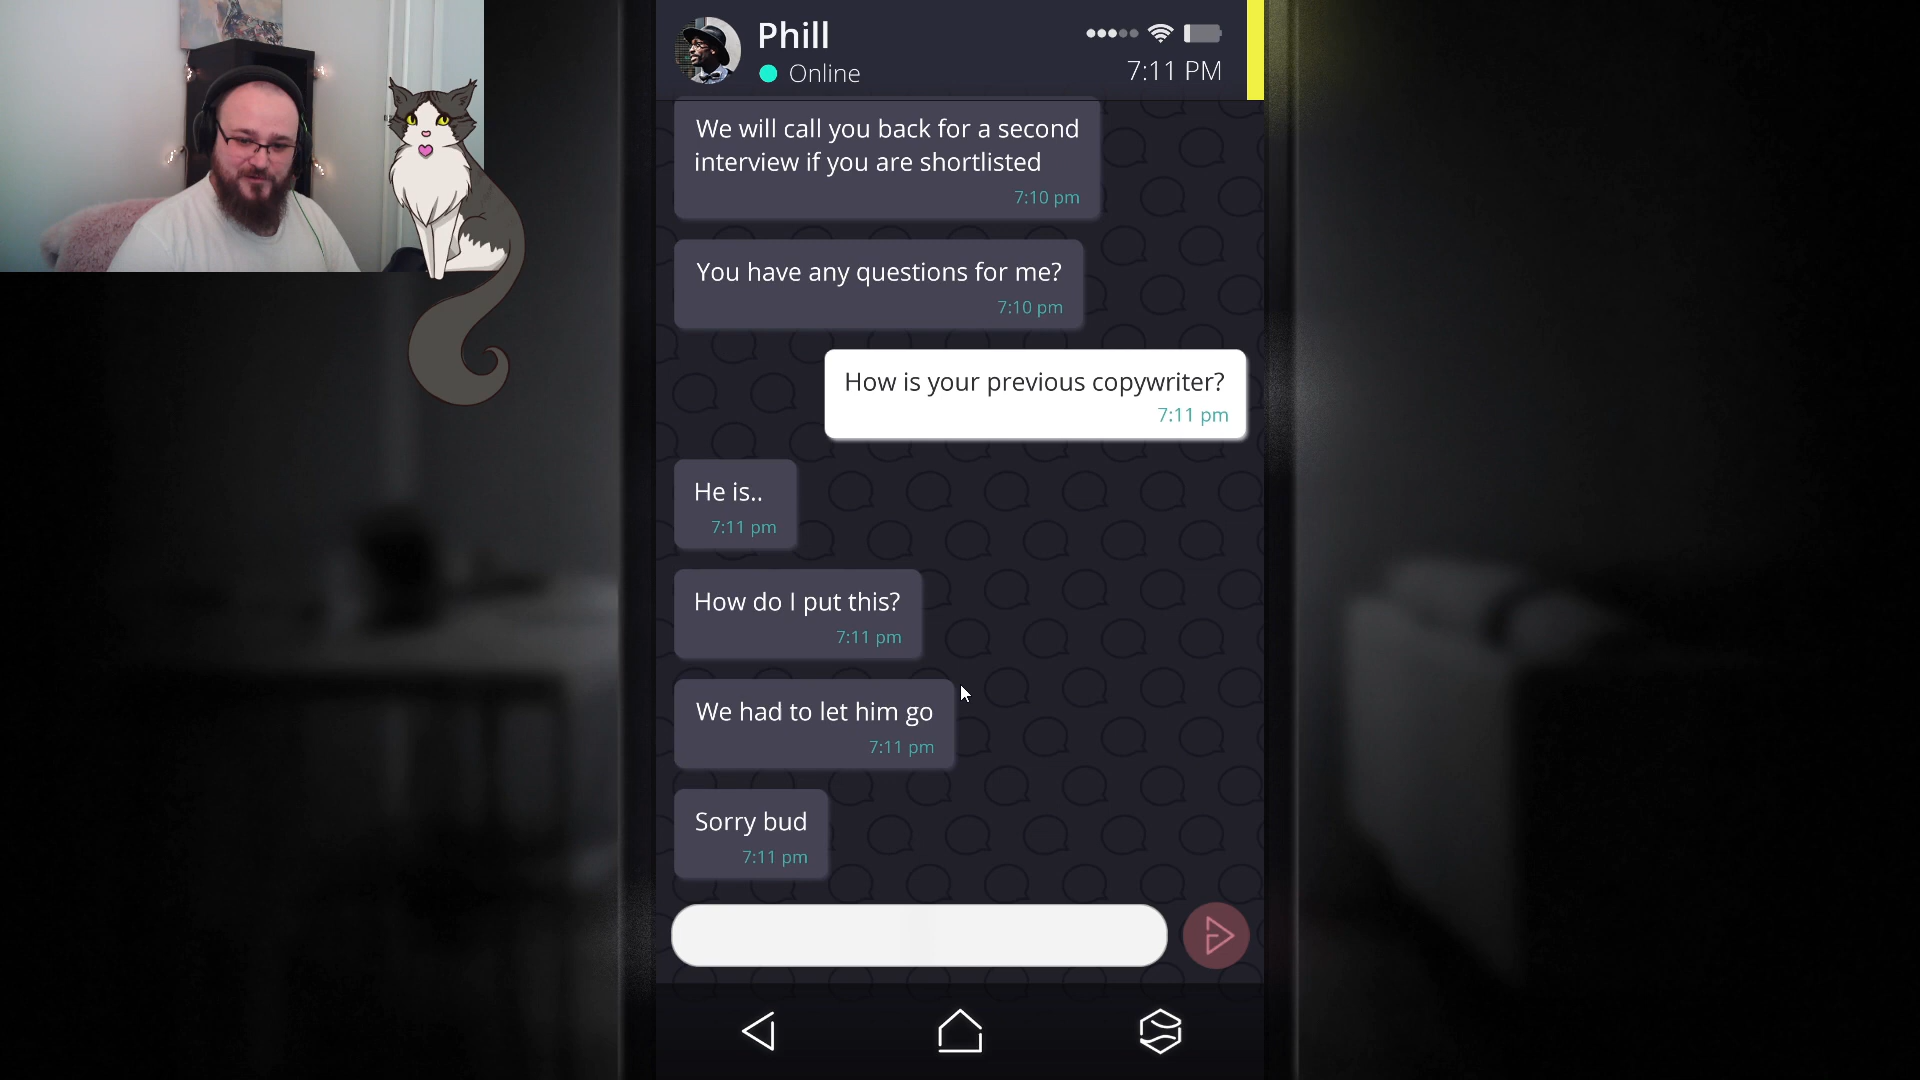 Phill
Online
7:11 PM
We will call you back for a second
interview if you are shortlisted
7:10 pm
You have any questions for me?
7:10 pm
How is your previous copywriter?
7:11 pm
He is..
7:11 pm
How do I put this?
7:11 pm
We had to let him go
7:11 pm
Sorry bud
7:11 pm